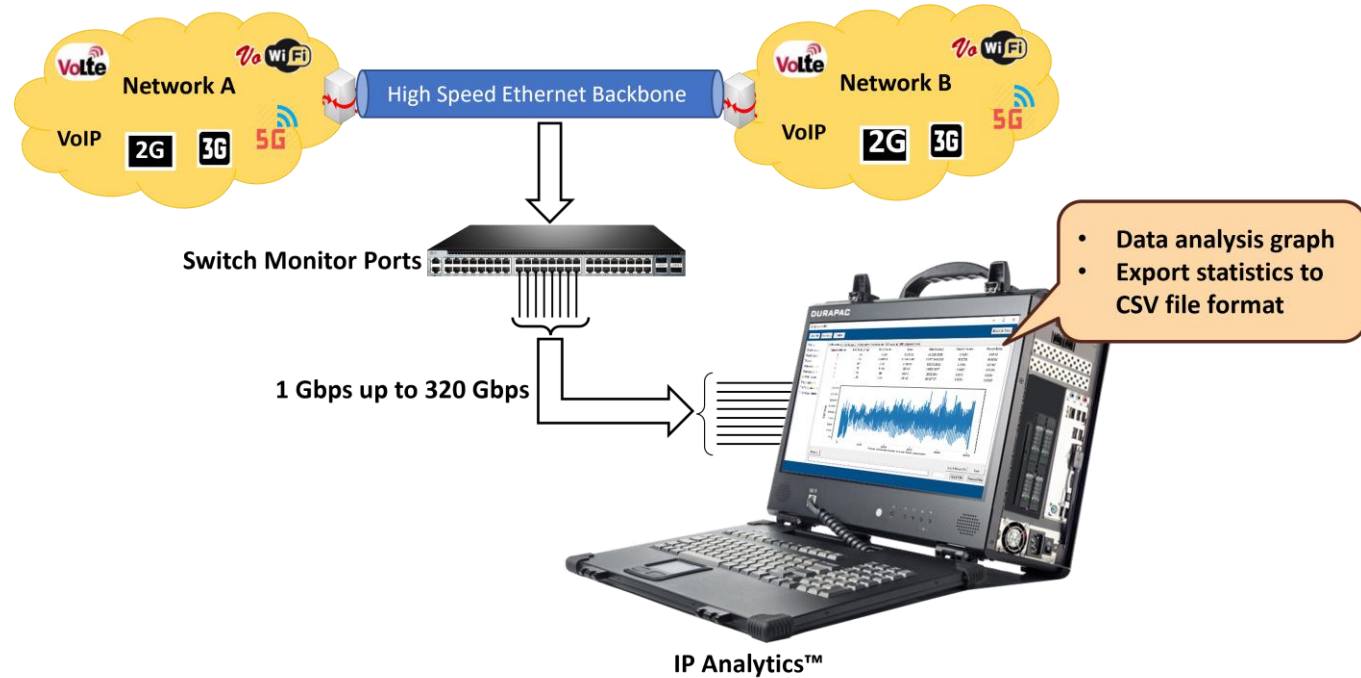 VoLte
Vo WiFi
Network A
VoIP
2G
3G
5G
High Speed Ethernet Backbone
VoLte
Vo WiFi
Network B
VoIP
2G
3G
5G
Switch Monitor Ports
1 Gbps up to 320 Gbps
• Data analysis graph
• Export statistics to
CSV file format
DURAPAC
IP Analytics™